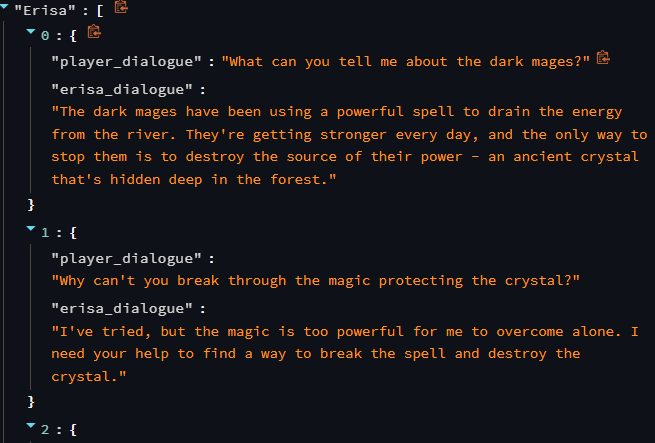 "Erisa" : [
0 : {
"player_dialogue" : "What can you tell me about the dark mages?"
"erisa_dialogue" :
"The dark mages have been using a powerful spell to drain the energy
from the river. They're getting stronger every day, and the only way to
stop them is to destroy the source of their power - an ancient crystal
that's hidden deep in the forest."
}
1 : {
"player_dialogue" :
"Why can't you break through the magic protecting the crystal?"
"erisa_dialogue" :
"I've tried, but the magic is too powerful for me to overcome alone. I
need your help to find a way to break the spell and destroy the
crystal."
}
2 : {